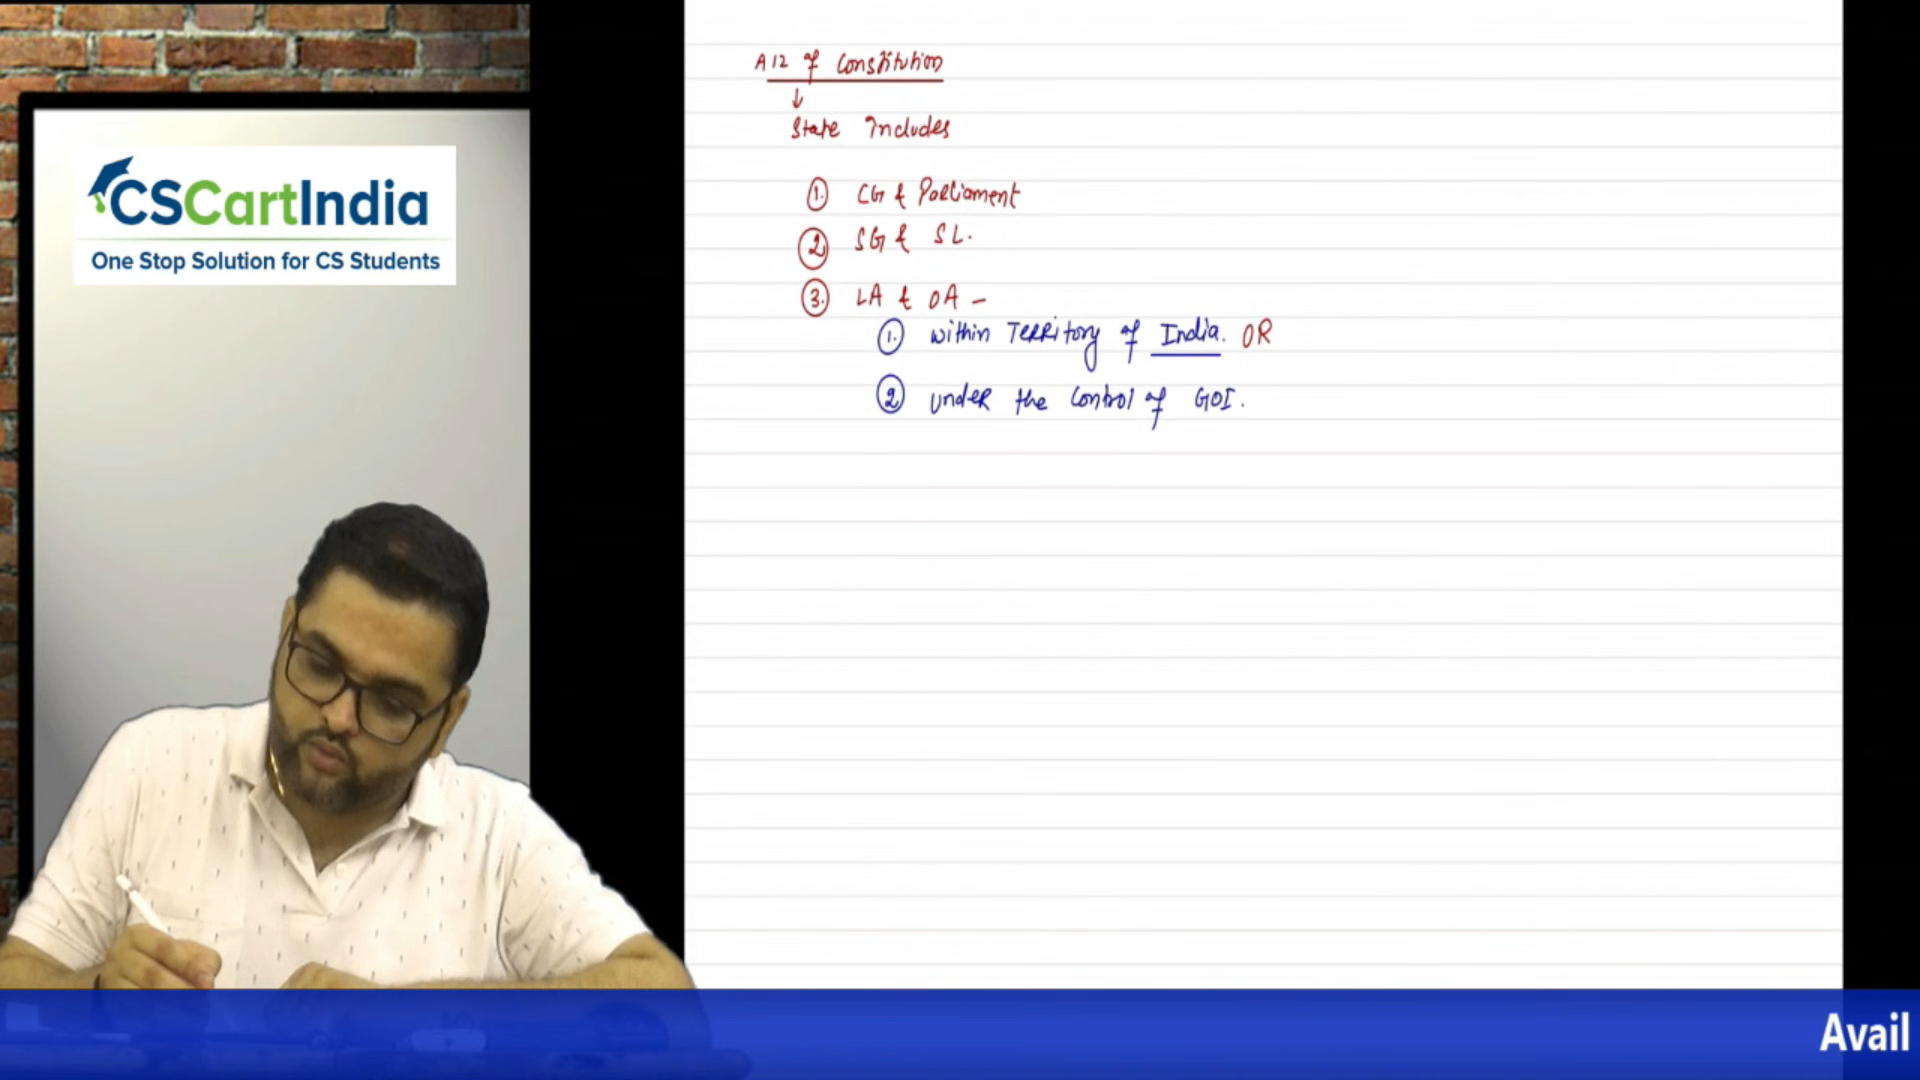 CSCartIndia
One Stop Solution for CS Students
A12 of Constitution
↓
State Includes
1. CG & Parliament
2 SG & SL.
3. LA & OA –
1. within Territory of India. OR
2 under the control of GOI.
Avail